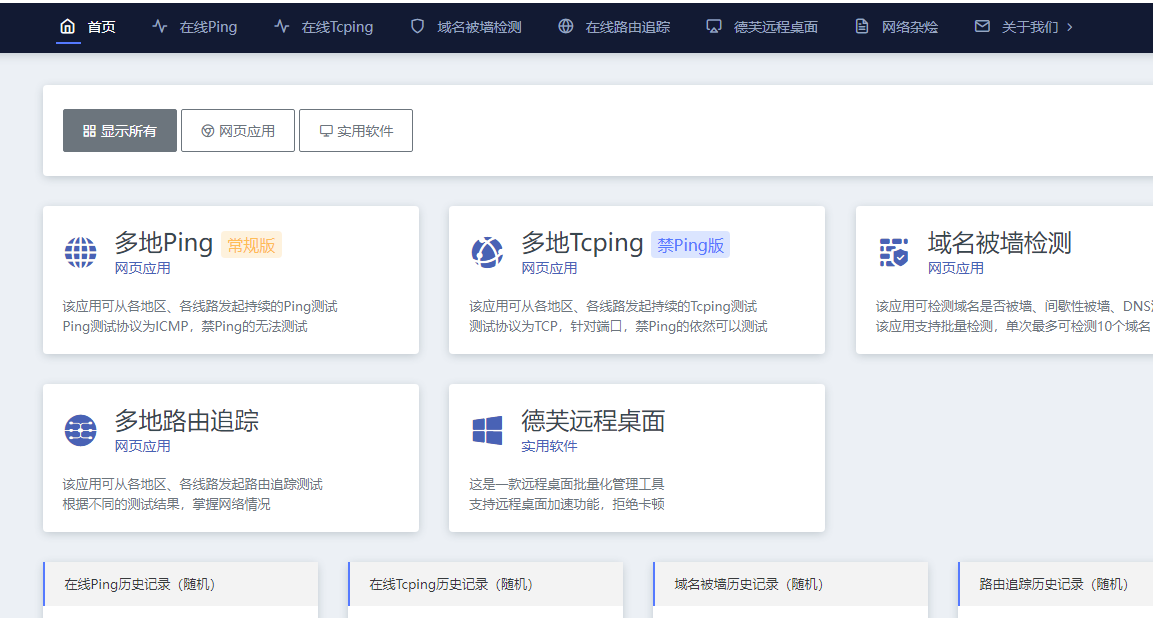 首页 在线Ping 在线Tcping 域名被墙检测 在线路由追踪 德芙远程桌面 网络杂烩 关于我们
显示所有 网页应用 实用软件
多地Ping 常规版
网页应用
该应用可从各地区、各线路发起持续的Ping测试
Ping测试协议为ICMP，禁Ping的无法测试
多地Tcping 禁Ping版
网页应用
该应用可从各地区、各线路发起持续的Tcping测试
测试协议为TCP，针对端口，禁Ping的依然可以测试
域名被墙检测
网页应用
该应用可检测域名是否被墙、间歇性被墙、DNS
该应用支持批量检测，单次最多可检测10个域名
多地路由追踪
网页应用
该应用可从各地区、各线路发起路由追踪测试
根据不同的测试结果，掌握网络情况
德芙远程桌面
实用软件
这是一款远程桌面批量化管理工具
支持远程桌面加速功能，拒绝卡顿
在线Ping历史记录（随机）
在线Tcping历史记录（随机）
域名被墙历史记录（随机）
路由追踪历史记录（随机）